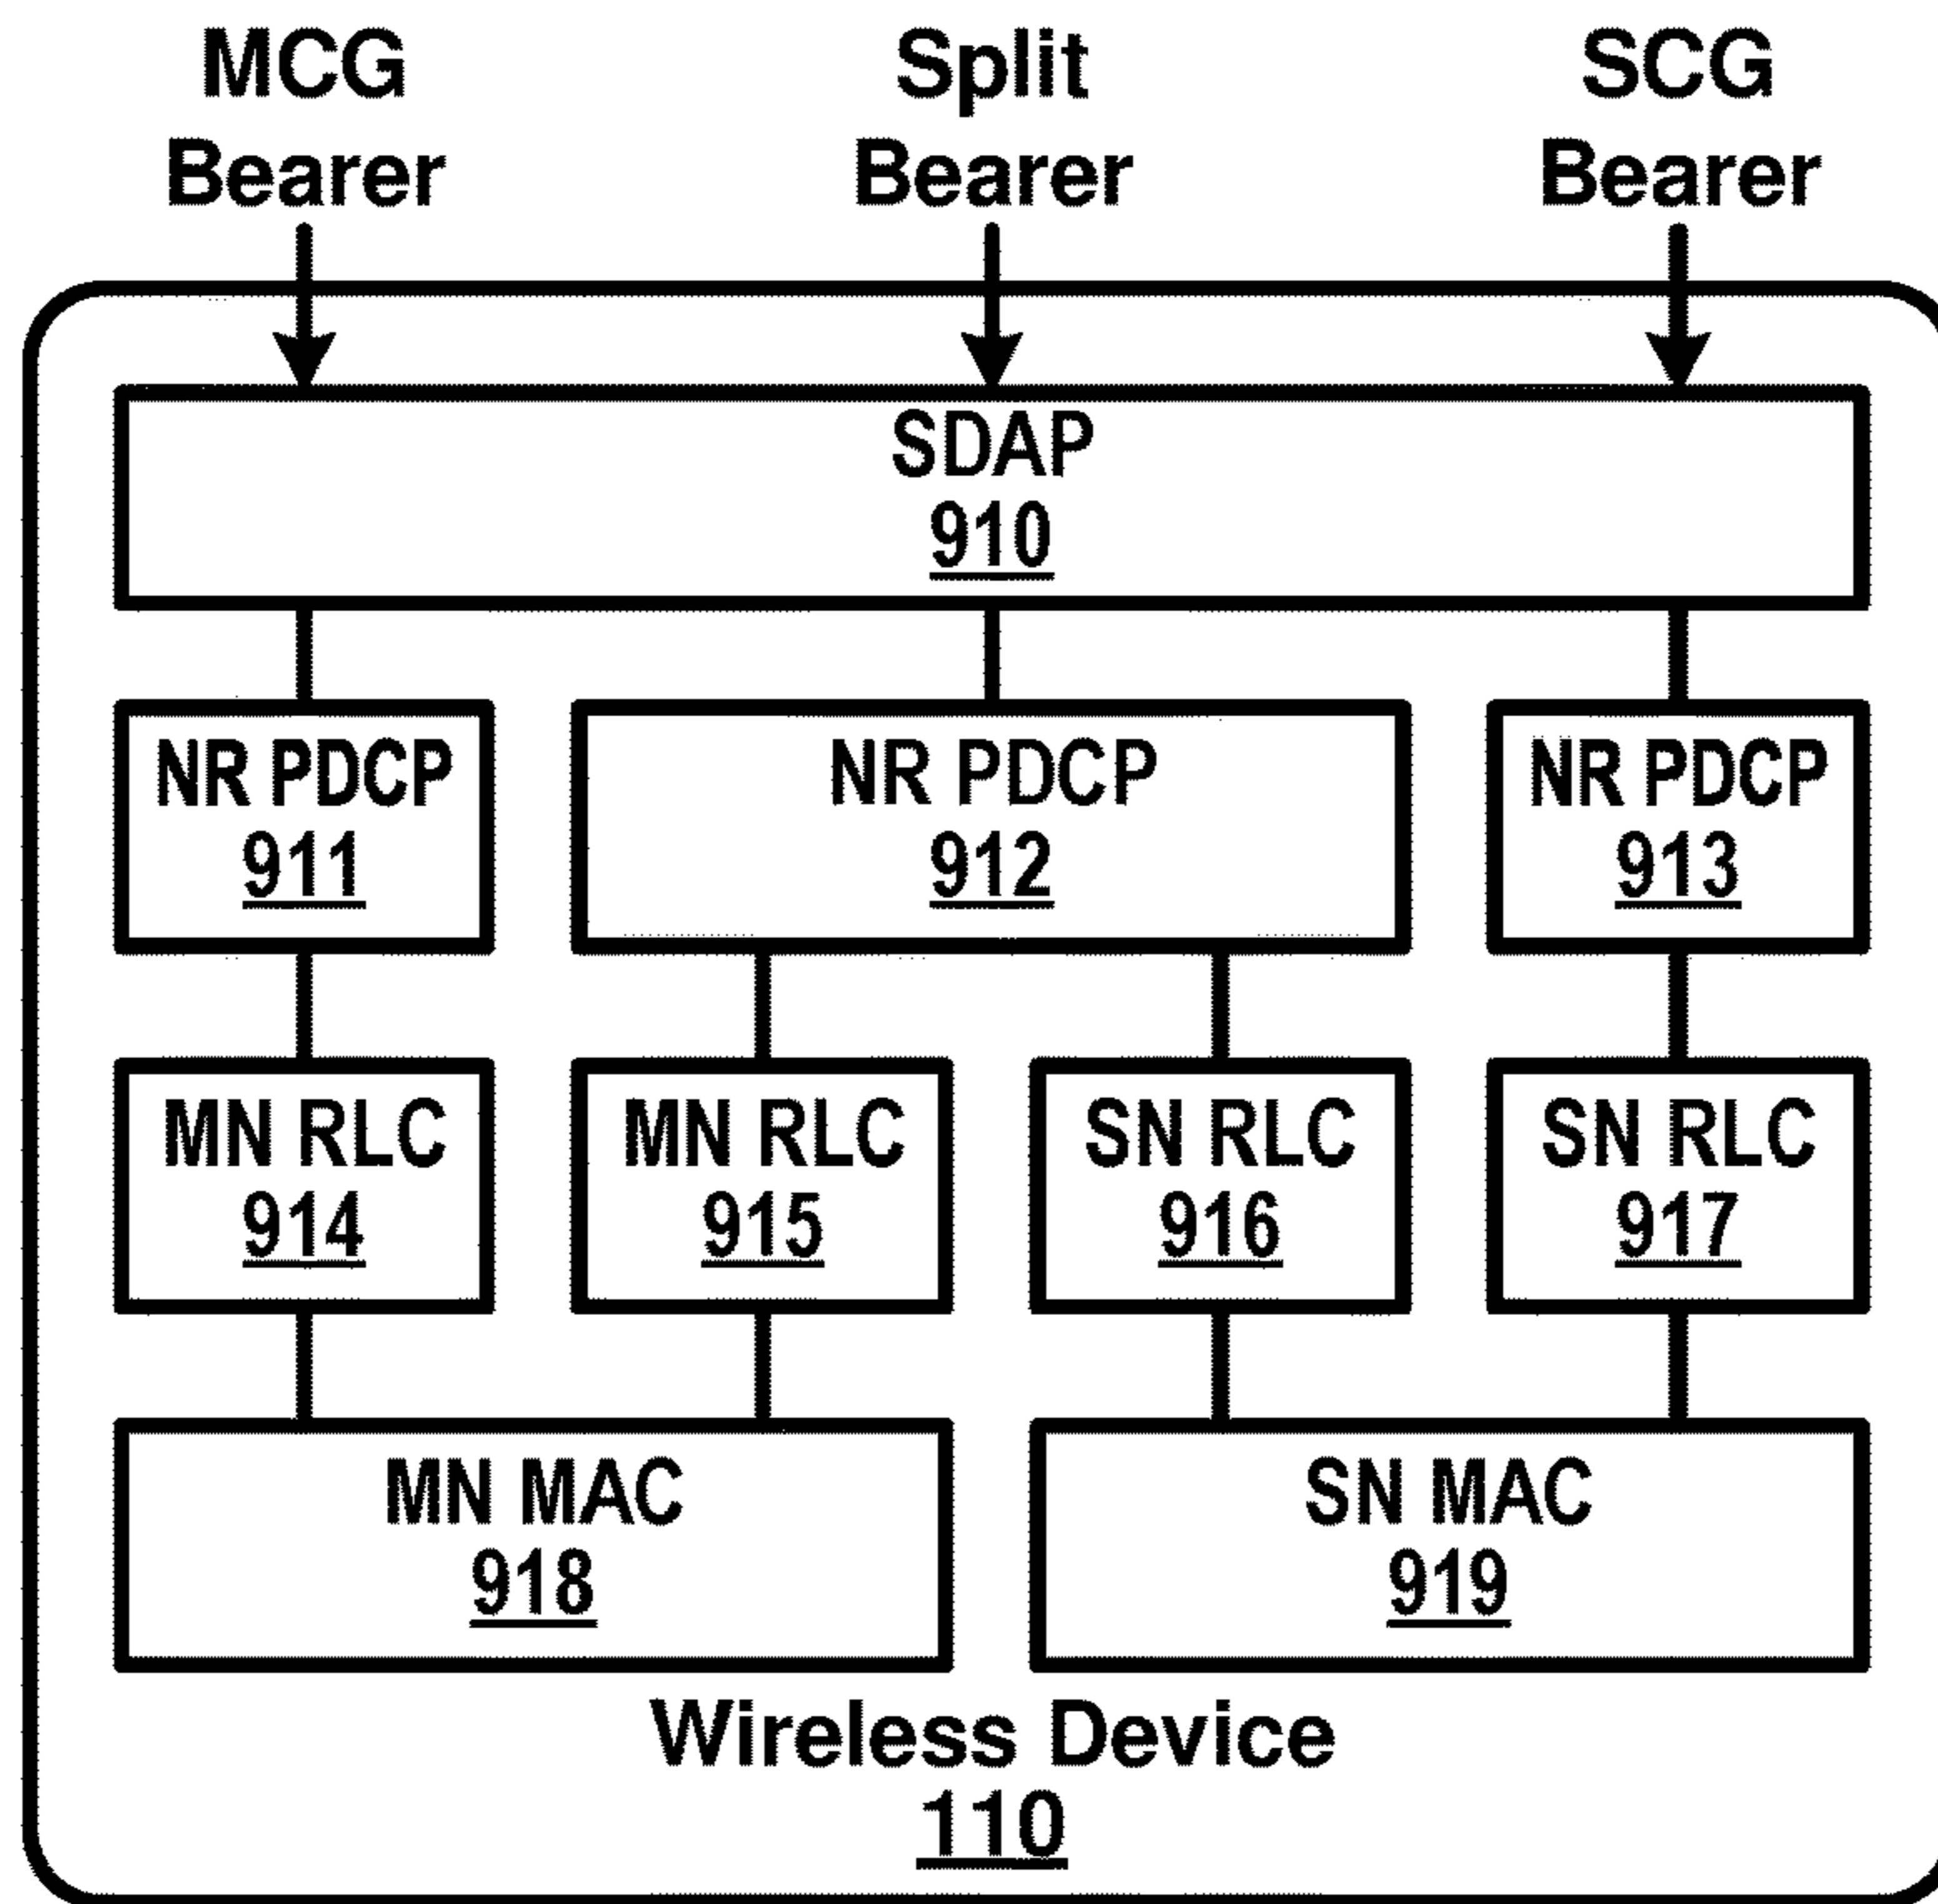 MCG
Bearer
Split
Bearer
SCG
Bearer
SDAP
910
NR PDCP
911
NR PDCP
912
NR PDCP
913
MN RLC
914
MN RLC
915
SN RLC
916
SN RLC
917
MN MAC
918
SN MAC
919
Wireless Device
110